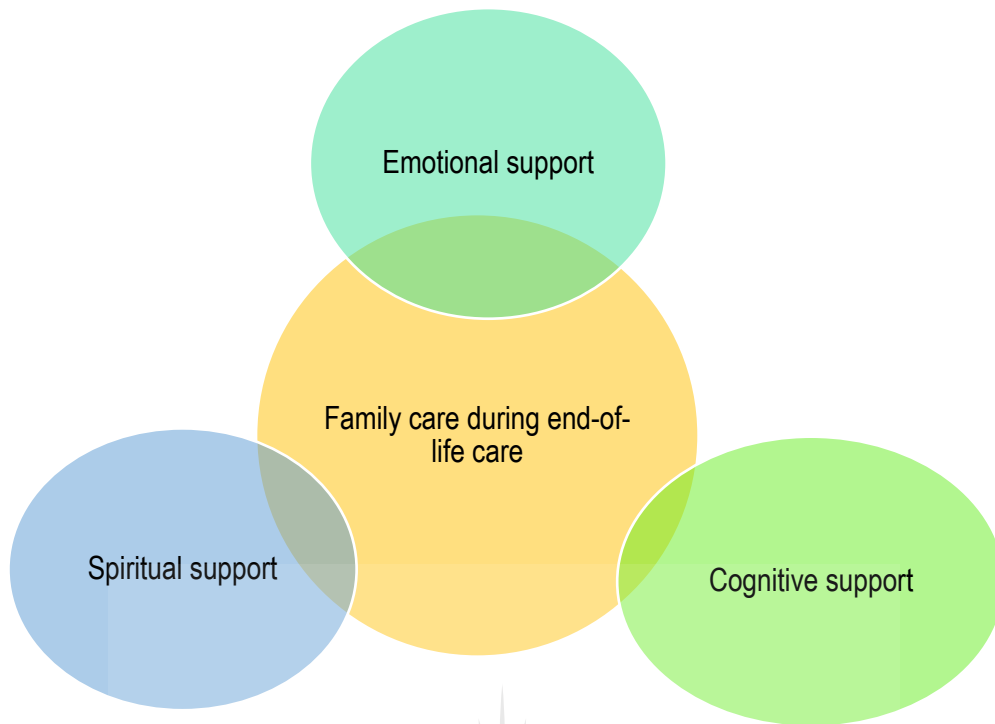 Emotional support
Family care during end-of-
life care
Spiritual support
Cognitive support